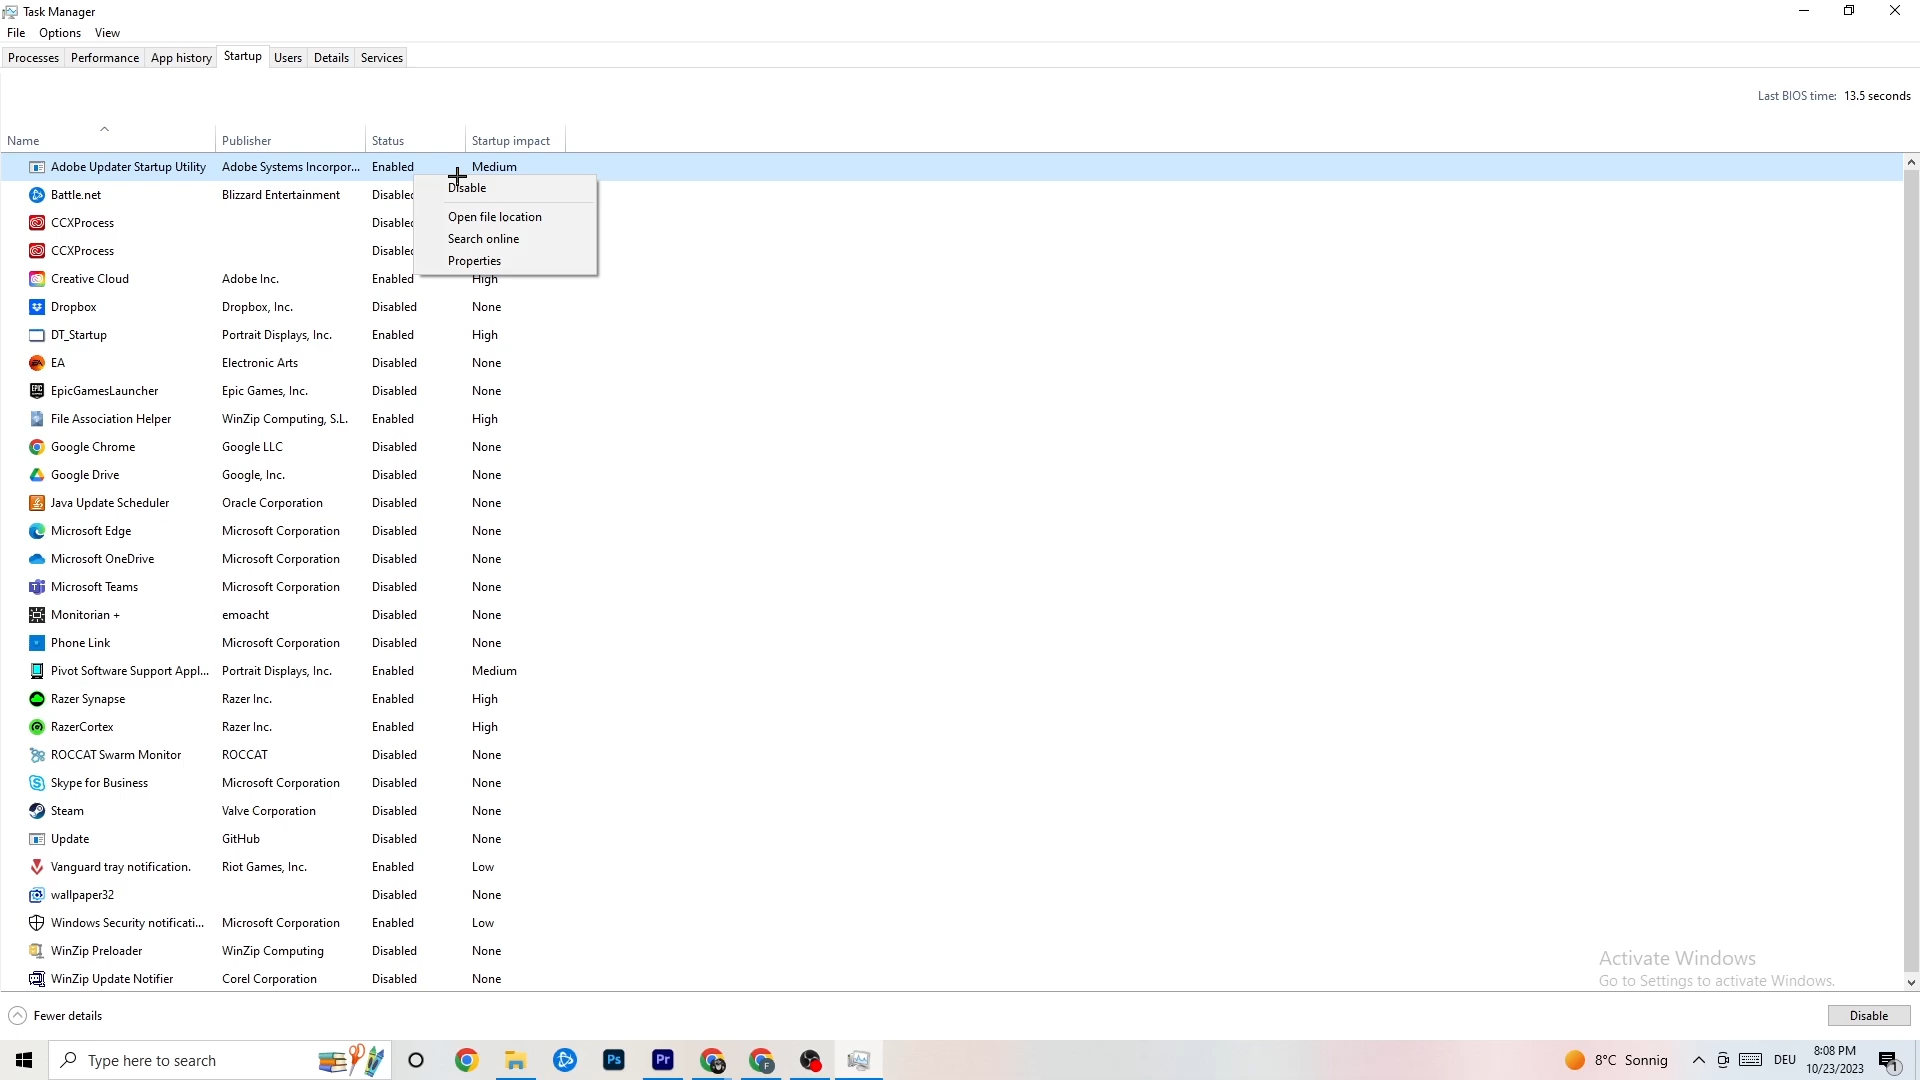 Task Manager
File Options View
Processes Performance App history Startup Users Details Services
Last BIOS time: 13.5 seconds
Name Publisher Status Startup impact
Adobe Updater Startup Utility Adobe Systems Incorpor... Enabled Medium
Disable
Battle.net Blizzard Entertainment Disabled
Open file location
CCXProcess Disabled
Search online
CCXProcess Disabled
Properties
Creative Cloud Adobe Inc. Enabled High
Dropbox Dropbox, Inc. Disabled None
DT_Startup Portrait Displays, Inc. Enabled High
EA Electronic Arts Disabled None
EpicGamesLauncher Epic Games, Inc. Disabled None
File Association Helper WinZip Computing, S.L. Enabled High
Google Chrome Google LLC Disabled None
Google Drive Google, Inc. Disabled None
Java Update Scheduler Oracle Corporation Disabled None
Microsoft Edge Microsoft Corporation Disabled None
Microsoft OneDrive Microsoft Corporation Disabled None
Microsoft Teams Microsoft Corporation Disabled None
Monitorian + emoacht Disabled None
Phone Link Microsoft Corporation Disabled None
Pivot Software Support Appl... Portrait Displays, Inc. Enabled Medium
Razer Synapse Razer Inc. Enabled High
RazerCortex Razer Inc. Enabled High
ROCCAT Swarm Monitor ROCCAT Disabled None
Skype for Business Microsoft Corporation Disabled None
Steam Valve Corporation Disabled None
Update GitHub Disabled None
Vanguard tray notification. Riot Games, Inc. Enabled Low
wallpaper32 Disabled None
Windows Security notificati... Microsoft Corporation Enabled Low
WinZip Preloader WinZip Computing Disabled None
WinZip Update Notifier Corel Corporation Disabled None
Activate Windows
Go to Settings to activate Windows.
Fewer details Disable
Type here to search Ps Pr F 8°C Sonnig DEU 8:08 PM
10/23/2023 1